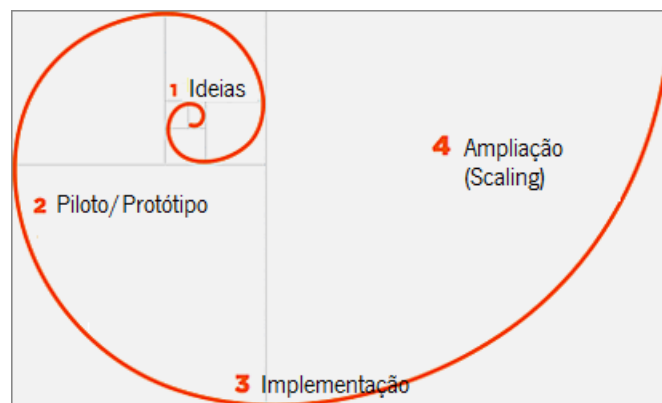 1 Ideias
2 Piloto/ Protótipo
3 Implementação
4 Ampliação
(Scaling)